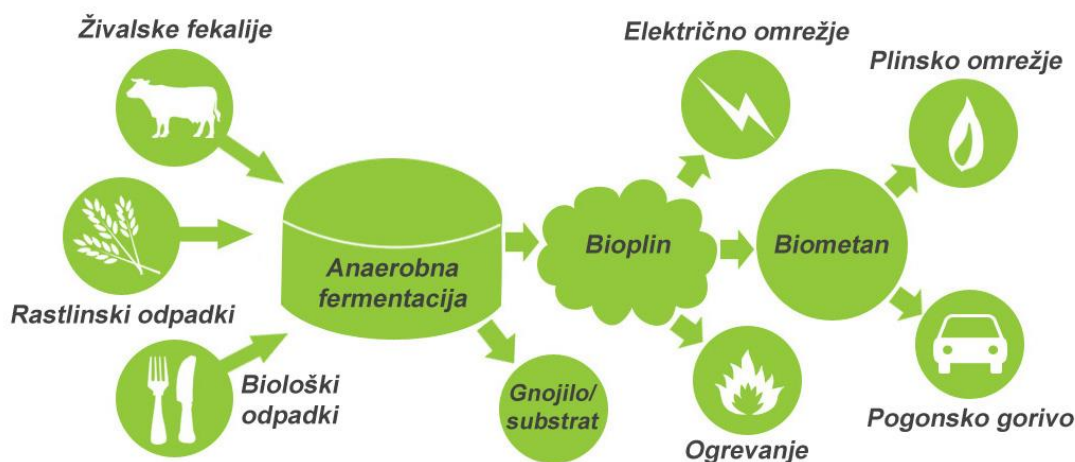 Živalske fekalije
Rastlinski odpadki
Biološki
odpadki
Anaerobna
fermentacija
Gnojilo/
substrat
Bioplin
Električno omrežje
Ogrevanje
Biometan
Plinsko omrežje
Pogonsko gorivo